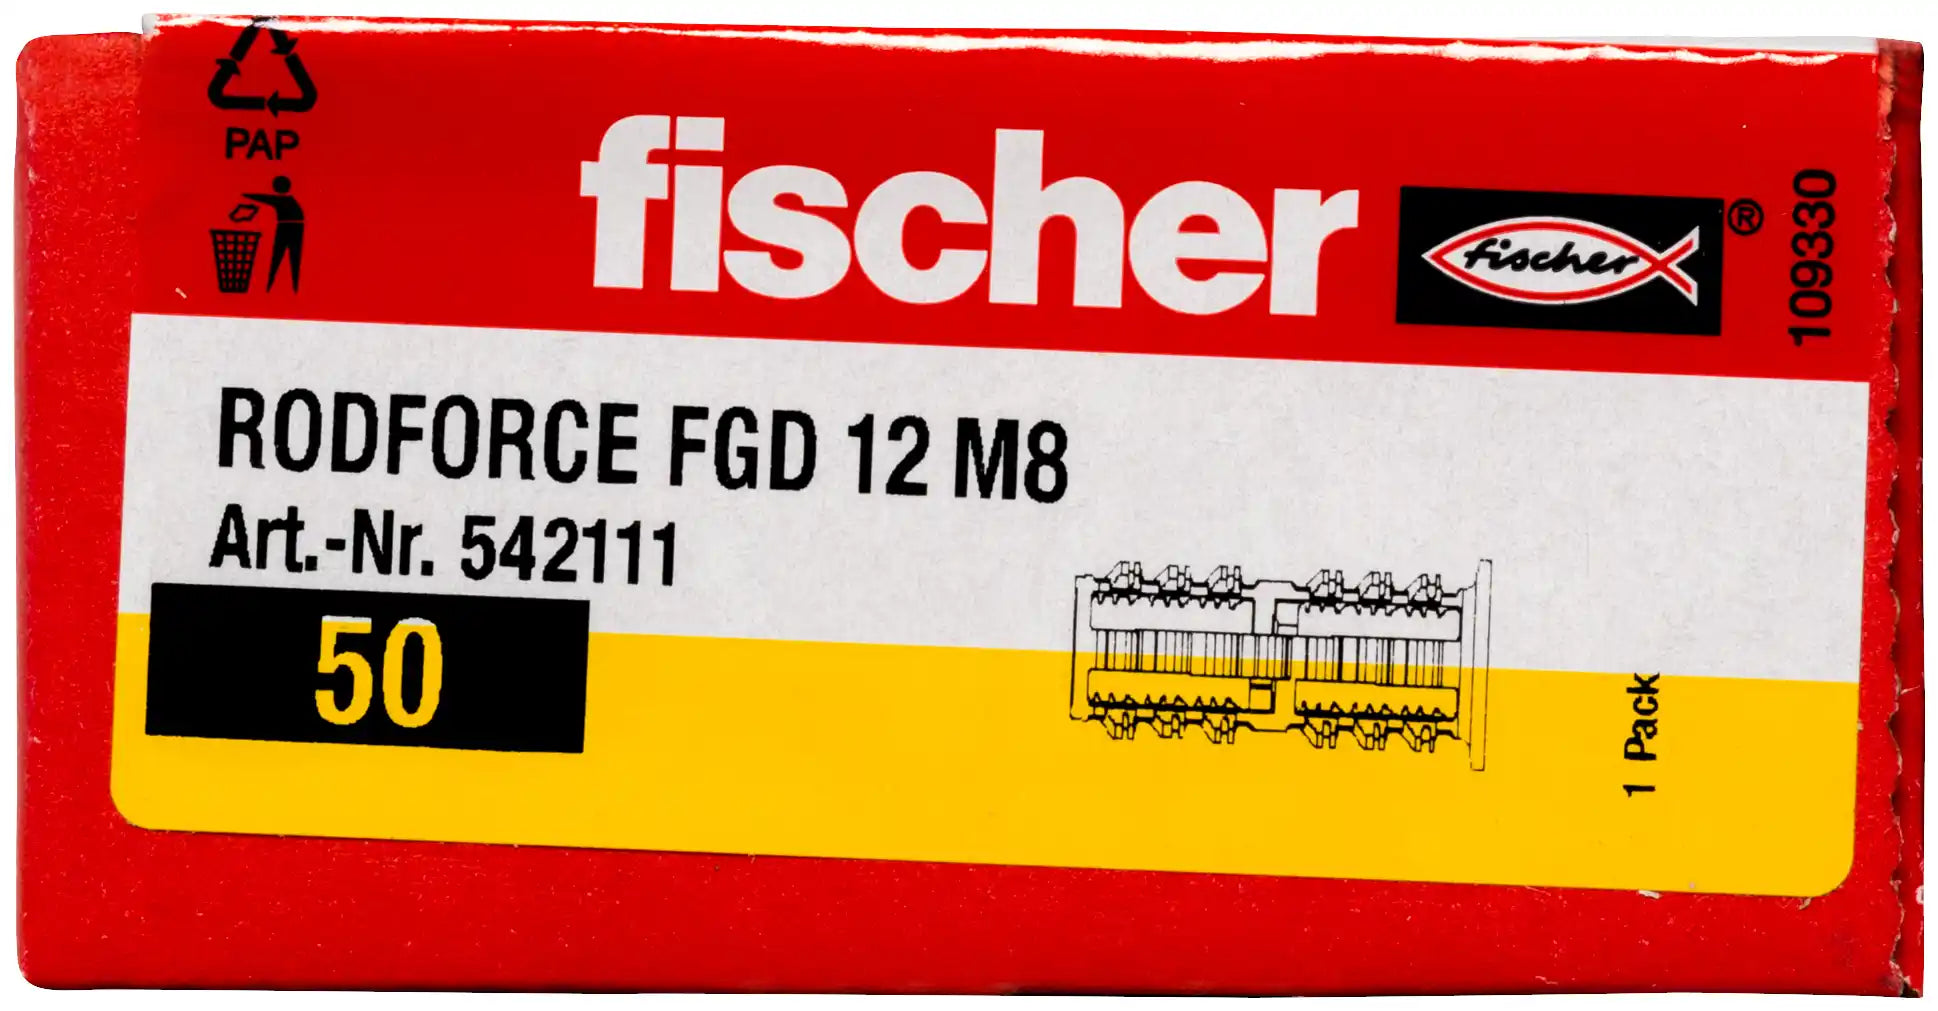 PAP
fischer
fischer
®
109330
RODFORCE FGD 12 M8
Art.-Nr. 542111
50
1 Pack